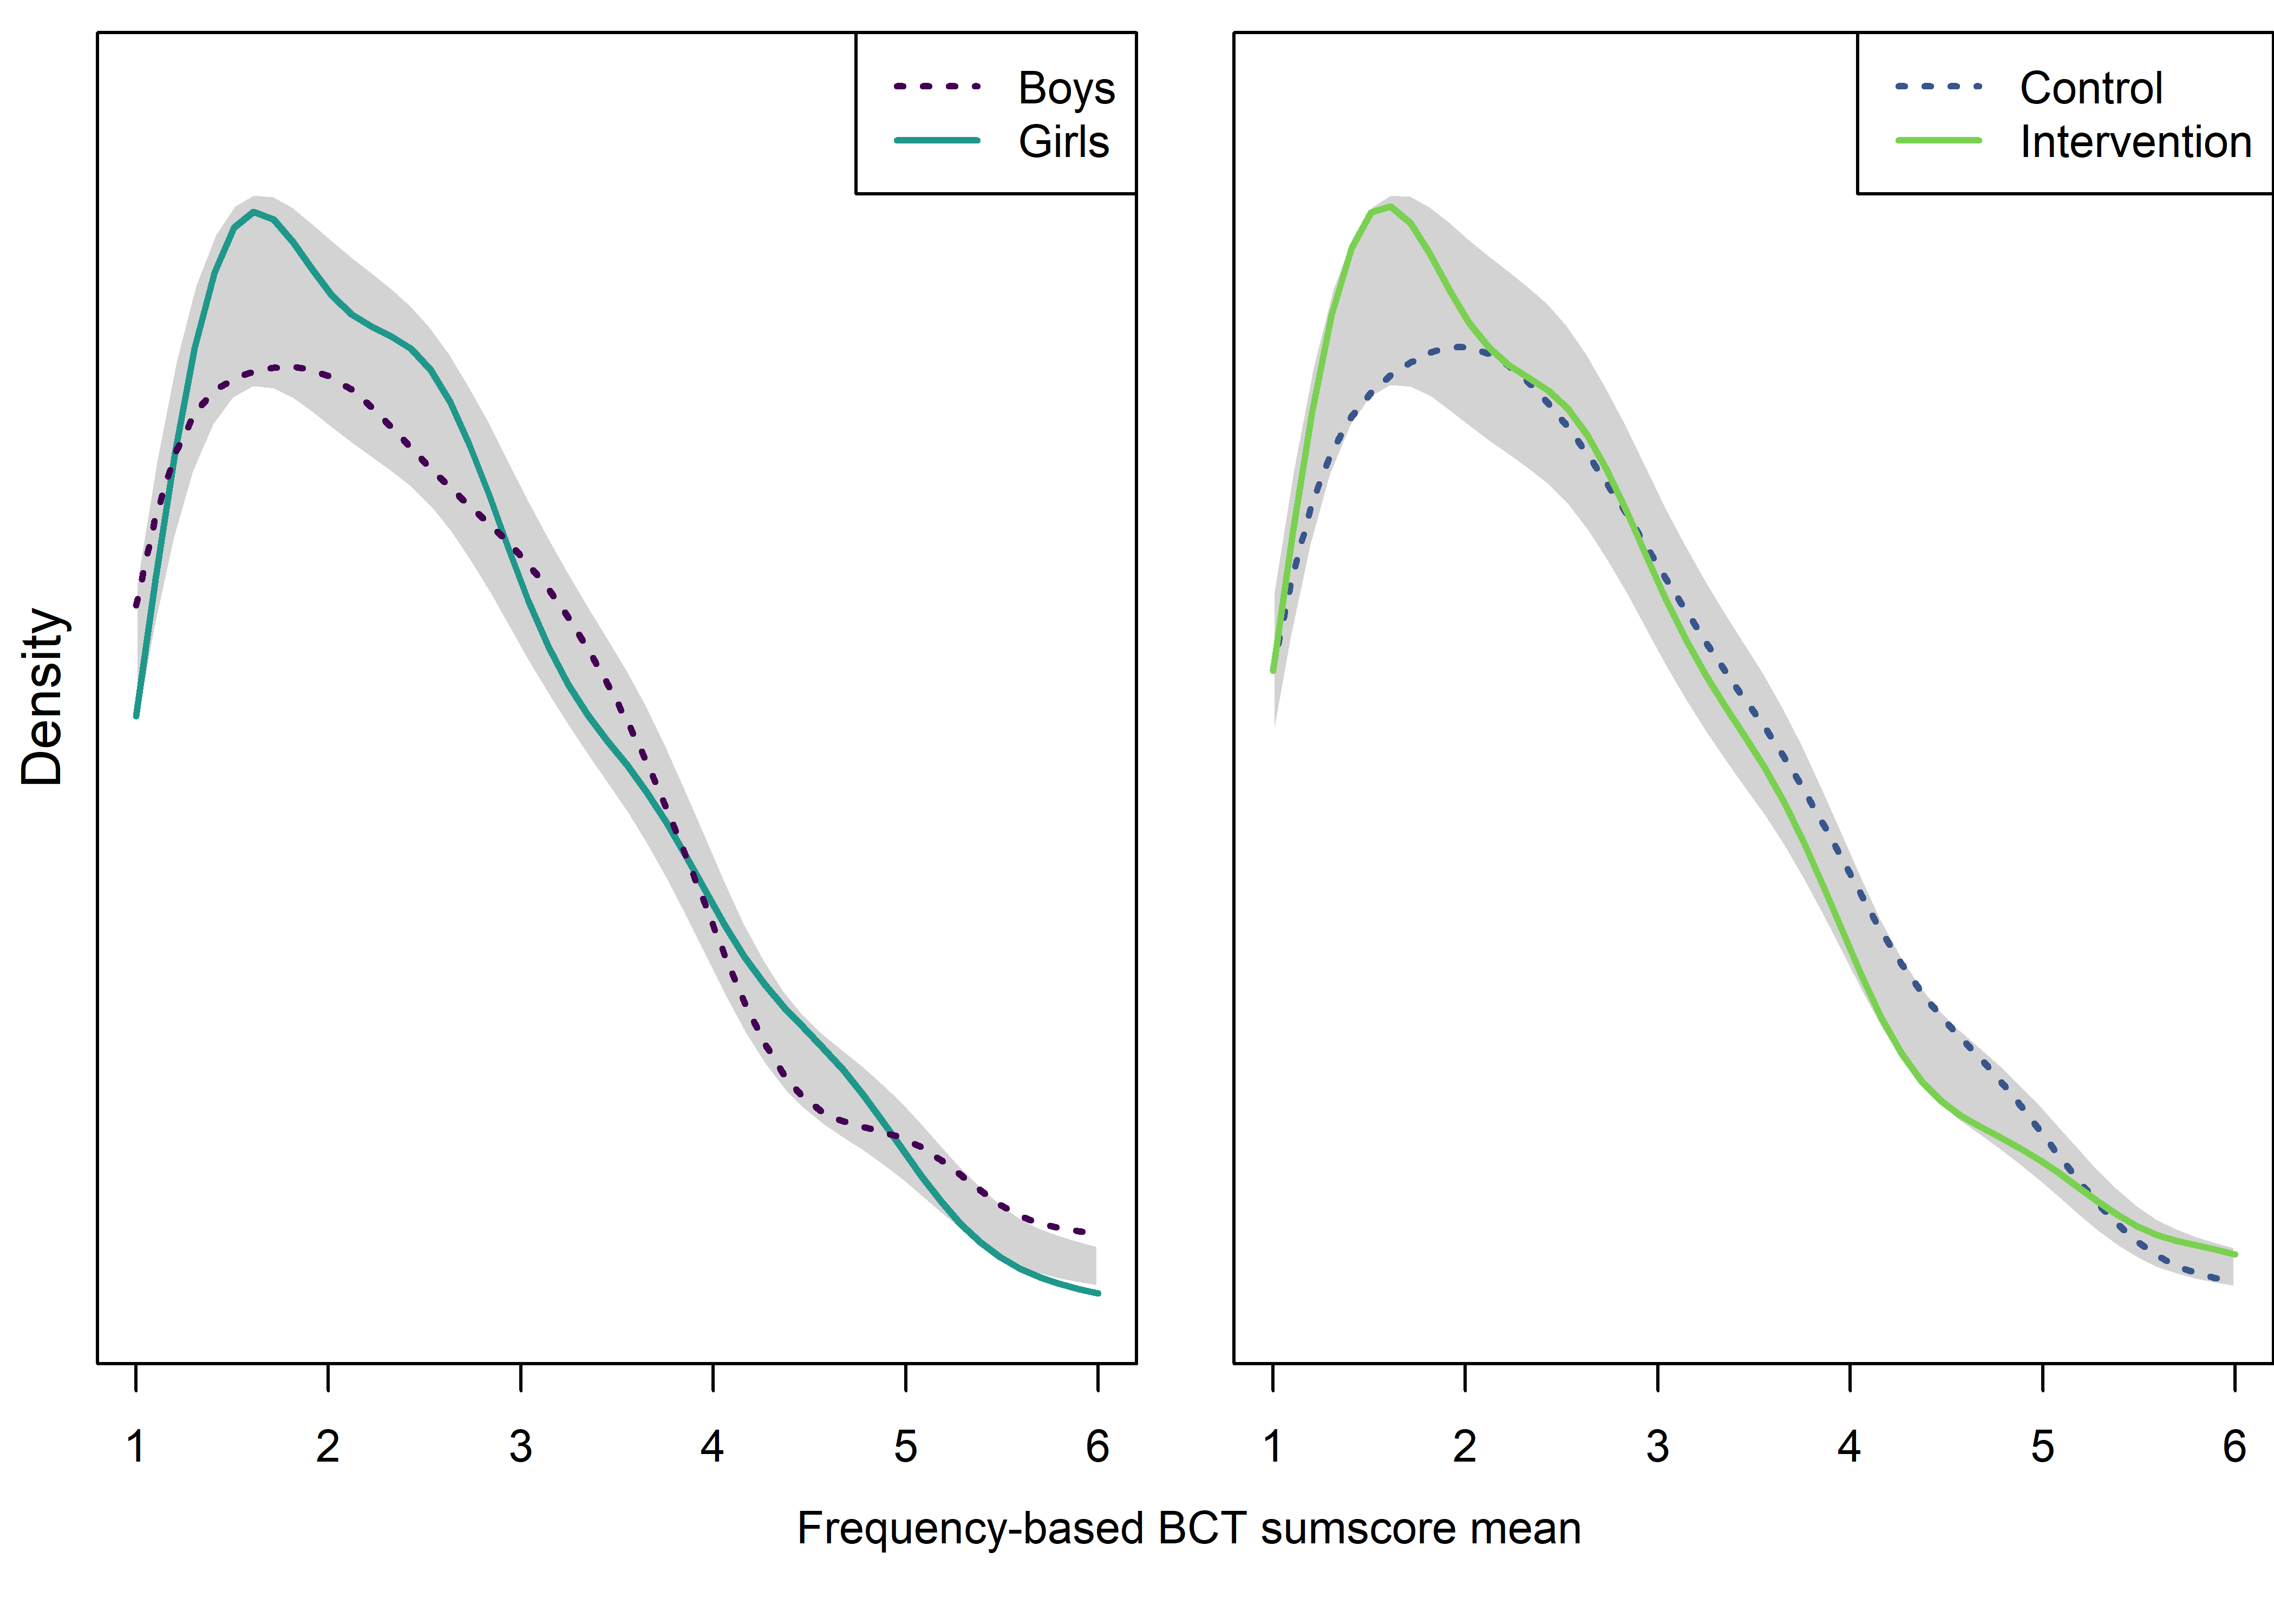 Boys
Girls
Control
Intervention
Density
1 2 3 4 5 6
1 2 3 4 5 6
Frequency-based BCT sumscore mean